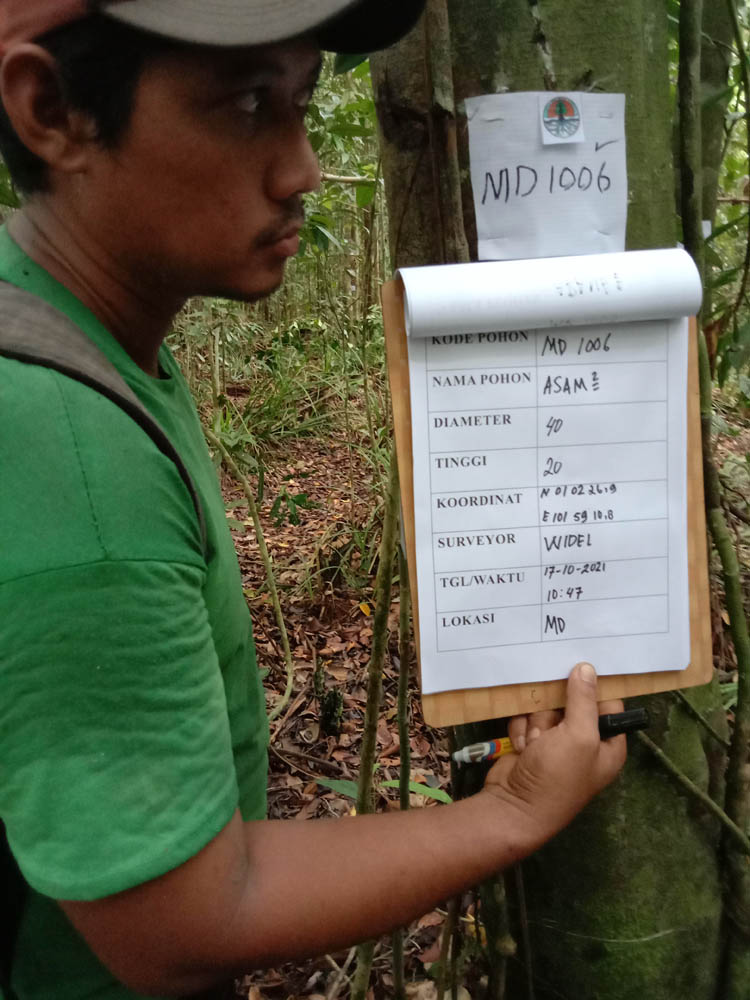 MD 1006
KODE POHON MD 1006
NAMA POHON ASAM²
DIAMETER 40
TINGGI 20
KOORDINAT N 01 02 26,9
E 101 59 10,8
SURVEYOR WIDEL
TGL/WAKTU 17-10-2021
10:47
LOKASI MD